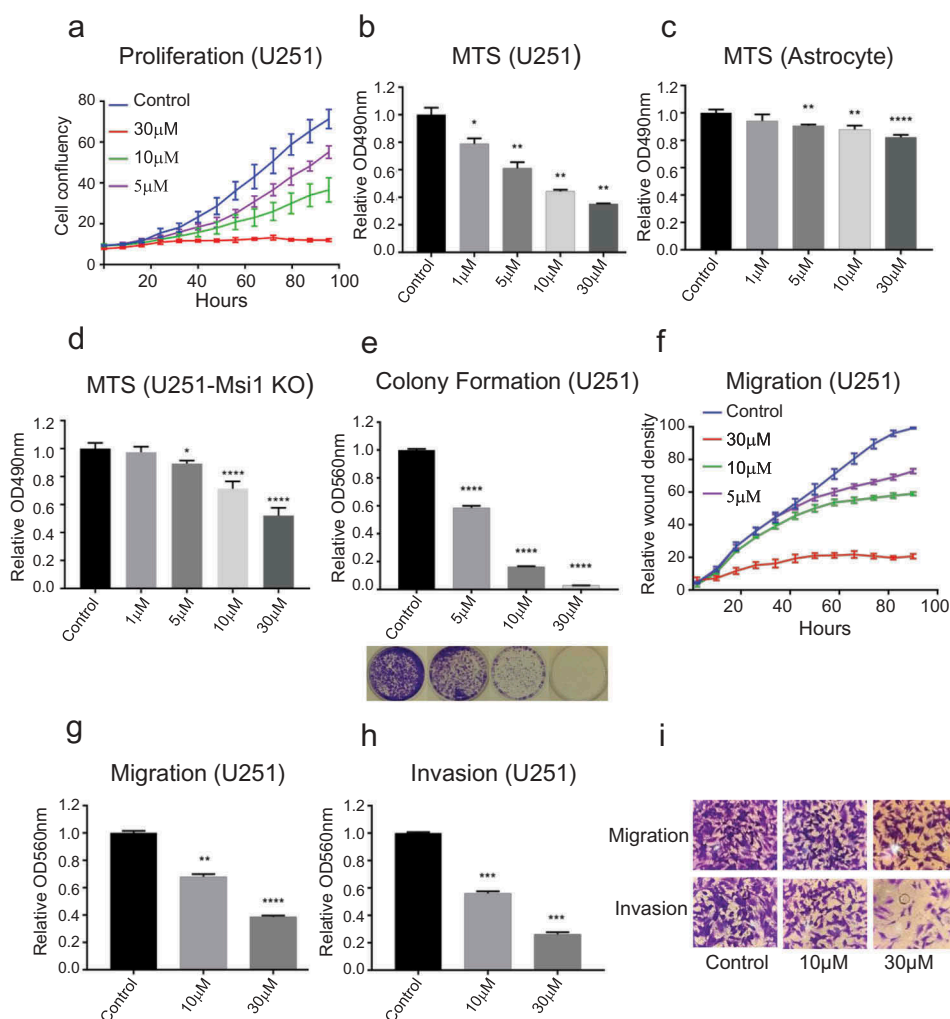 a
Proliferation (U251)
Cell confluency
80
60
40
20
0
Control
30µM
10µM
5µM
20
40
60
80
100
Hours
b
MTS (U251)
Relative OD490nm
1.2
1.0
0.8
0.6
0.4
0.2
0.0
*
**
**
**
Control
1µM
5µM
10µM
30µM
c
MTS (Astrocyte)
Relative OD490nm
1.2
1.0
0.8
0.6
0.4
0.2
0.0
**
**
****
Control
1µM
5µM
10µM
30µM
d
MTS (U251-Msi1 KO)
Relative OD490nm
1.2
1.0
0.8
0.6
0.4
0.2
0.0
*
****
****
Control
1µM
5µM
10µM
30µM
e
Colony Formation (U251)
Relative OD560nm
1.2
1.0
0.8
0.6
0.4
0.2
0.0
****
****
****
Control
5µM
10µM
30µM
f
Migration (U251)
Relative wound density
100
80
60
40
20
0
Control
30µM
10µM
5µM
20
40
60
80
100
Hours
g
Migration (U251)
Relative OD560nm
1.2
1.0
0.8
0.6
0.4
0.2
0.0
**
****
Control
10µM
30µM
h
Invasion (U251)
Relative OD560nm
1.2
1.0
0.8
0.6
0.4
0.2
0.0
***
***
Control
10µM
30µM
i
Migration
Invasion
Control
10µM
30µM